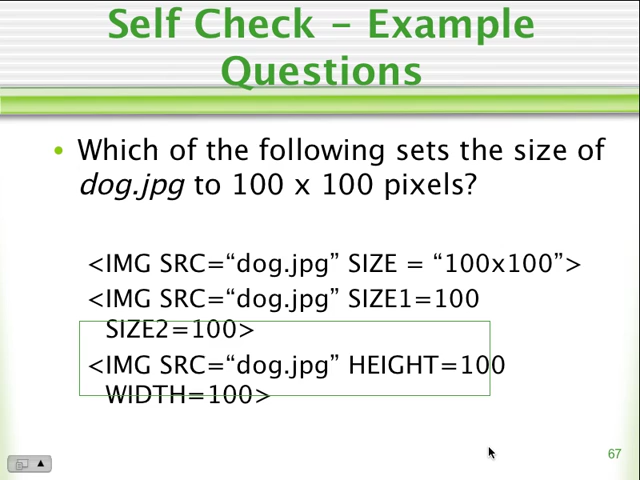 Self Check – Example
Questions
• Which of the following sets the size of
dog.jpg to 100 x 100 pixels?
<IMG SRC=“dog.jpg” SIZE = “100x100”>
<IMG SRC=“dog.jpg” SIZE1=100
SIZE2=100>
<IMG SRC=“dog.jpg” HEIGHT=100
WIDTH=100>
67